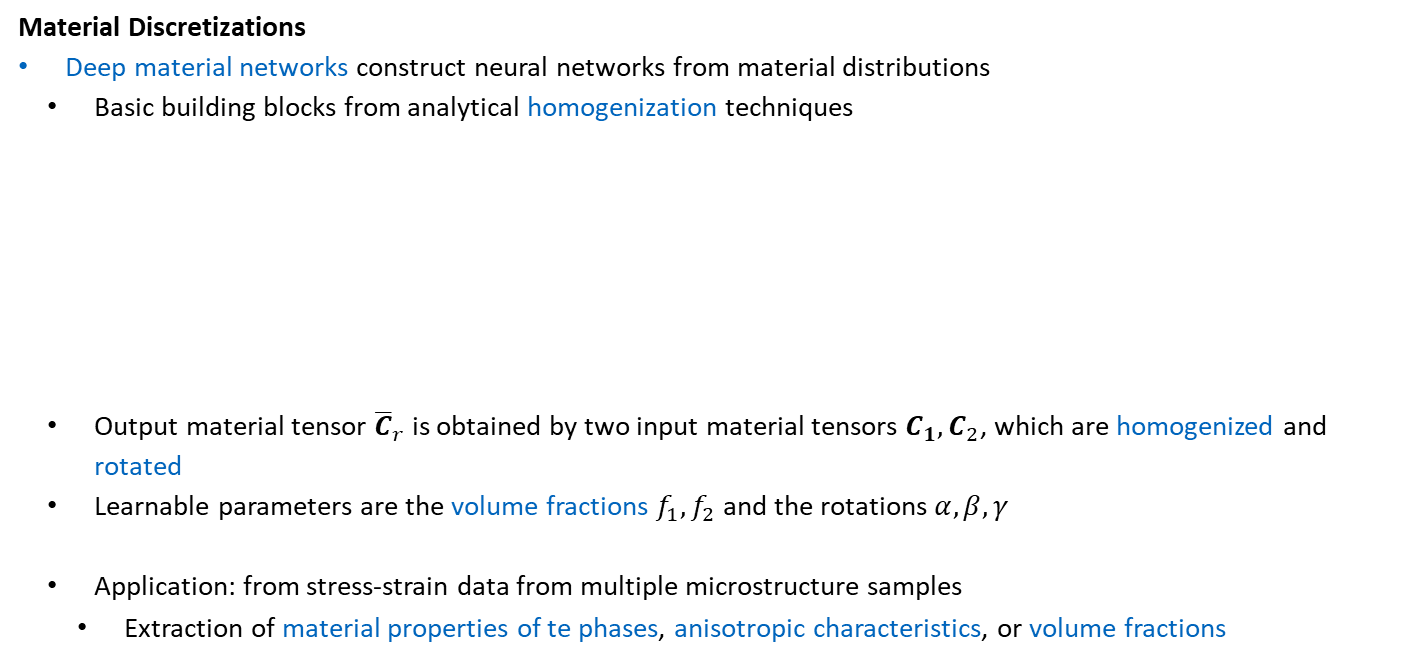 Material Discretizations
• Deep material networks construct neural networks from material distributions
• Basic building blocks from analytical homogenization techniques
• Output material tensor C̅ᵣ is obtained by two input material tensors C₁, C₂, which are homogenized and
rotated
• Learnable parameters are the volume fractions f₁, f₂ and the rotations α, β, γ
• Application: from stress-strain data from multiple microstructure samples
• Extraction of material properties of te phases, anisotropic characteristics, or volume fractions